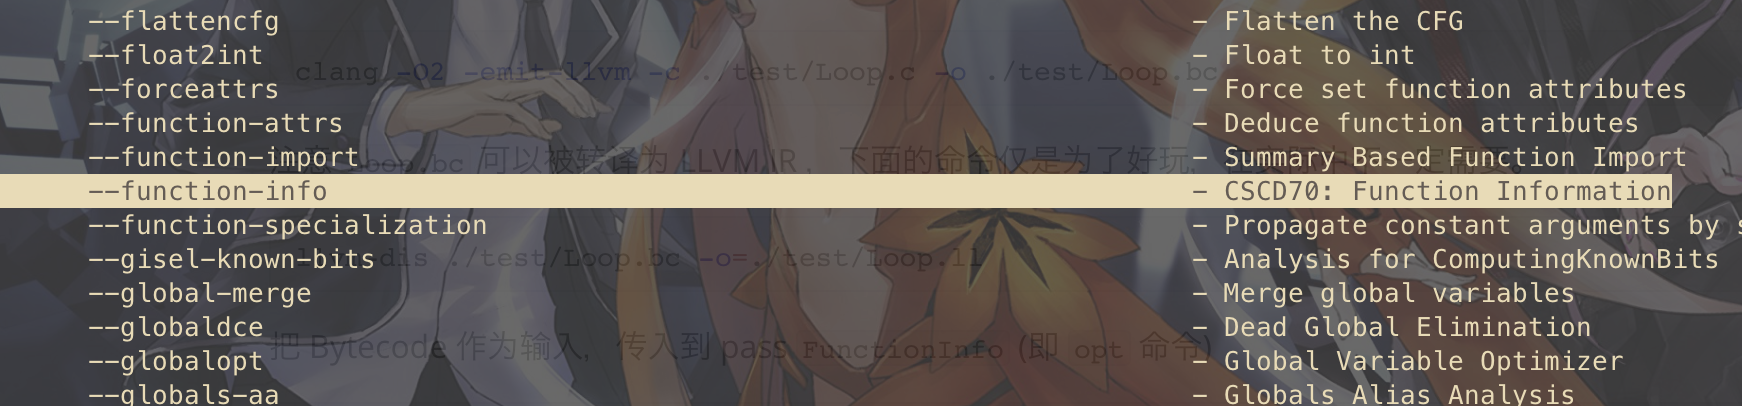 --flattencfg - Flatten the CFG
--float2int - Float to int
clang -O2 -emit-llvm -c ./test/Loop.c -o ./test/Loop.bc
--forceattrs - Force set function attributes
--function-attrs - Deduce function attributes
--function-import - Summary Based Function Import
Loop.bc 可以被转译为 LLVM IR， 下面的命令仅是为了好玩，
--function-info - CSCD70: Function Information
--function-specialization - Propagate constant arguments by
--gisel-known-bits - Analysis for ComputingKnownBits
./test/Loop.bc -o=./test/Loop.ll
--global-merge - Merge global variables
--globaldce - Dead Global Elimination
把 Bytecode 作为输入，传入到 pass FunctionInfo (即 opt 命令)
--globalopt - Global Variable Optimizer
--globals-aa - Globals Alias Analysis